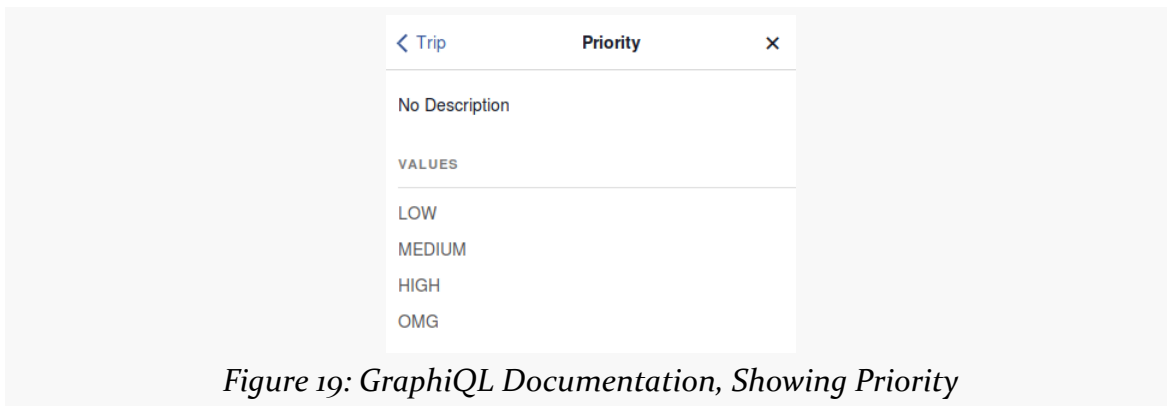 Trip Priority ×
No Description
VALUES
LOW
MEDIUM
HIGH
OMG
Figure 19: GraphiQL Documentation, Showing Priority